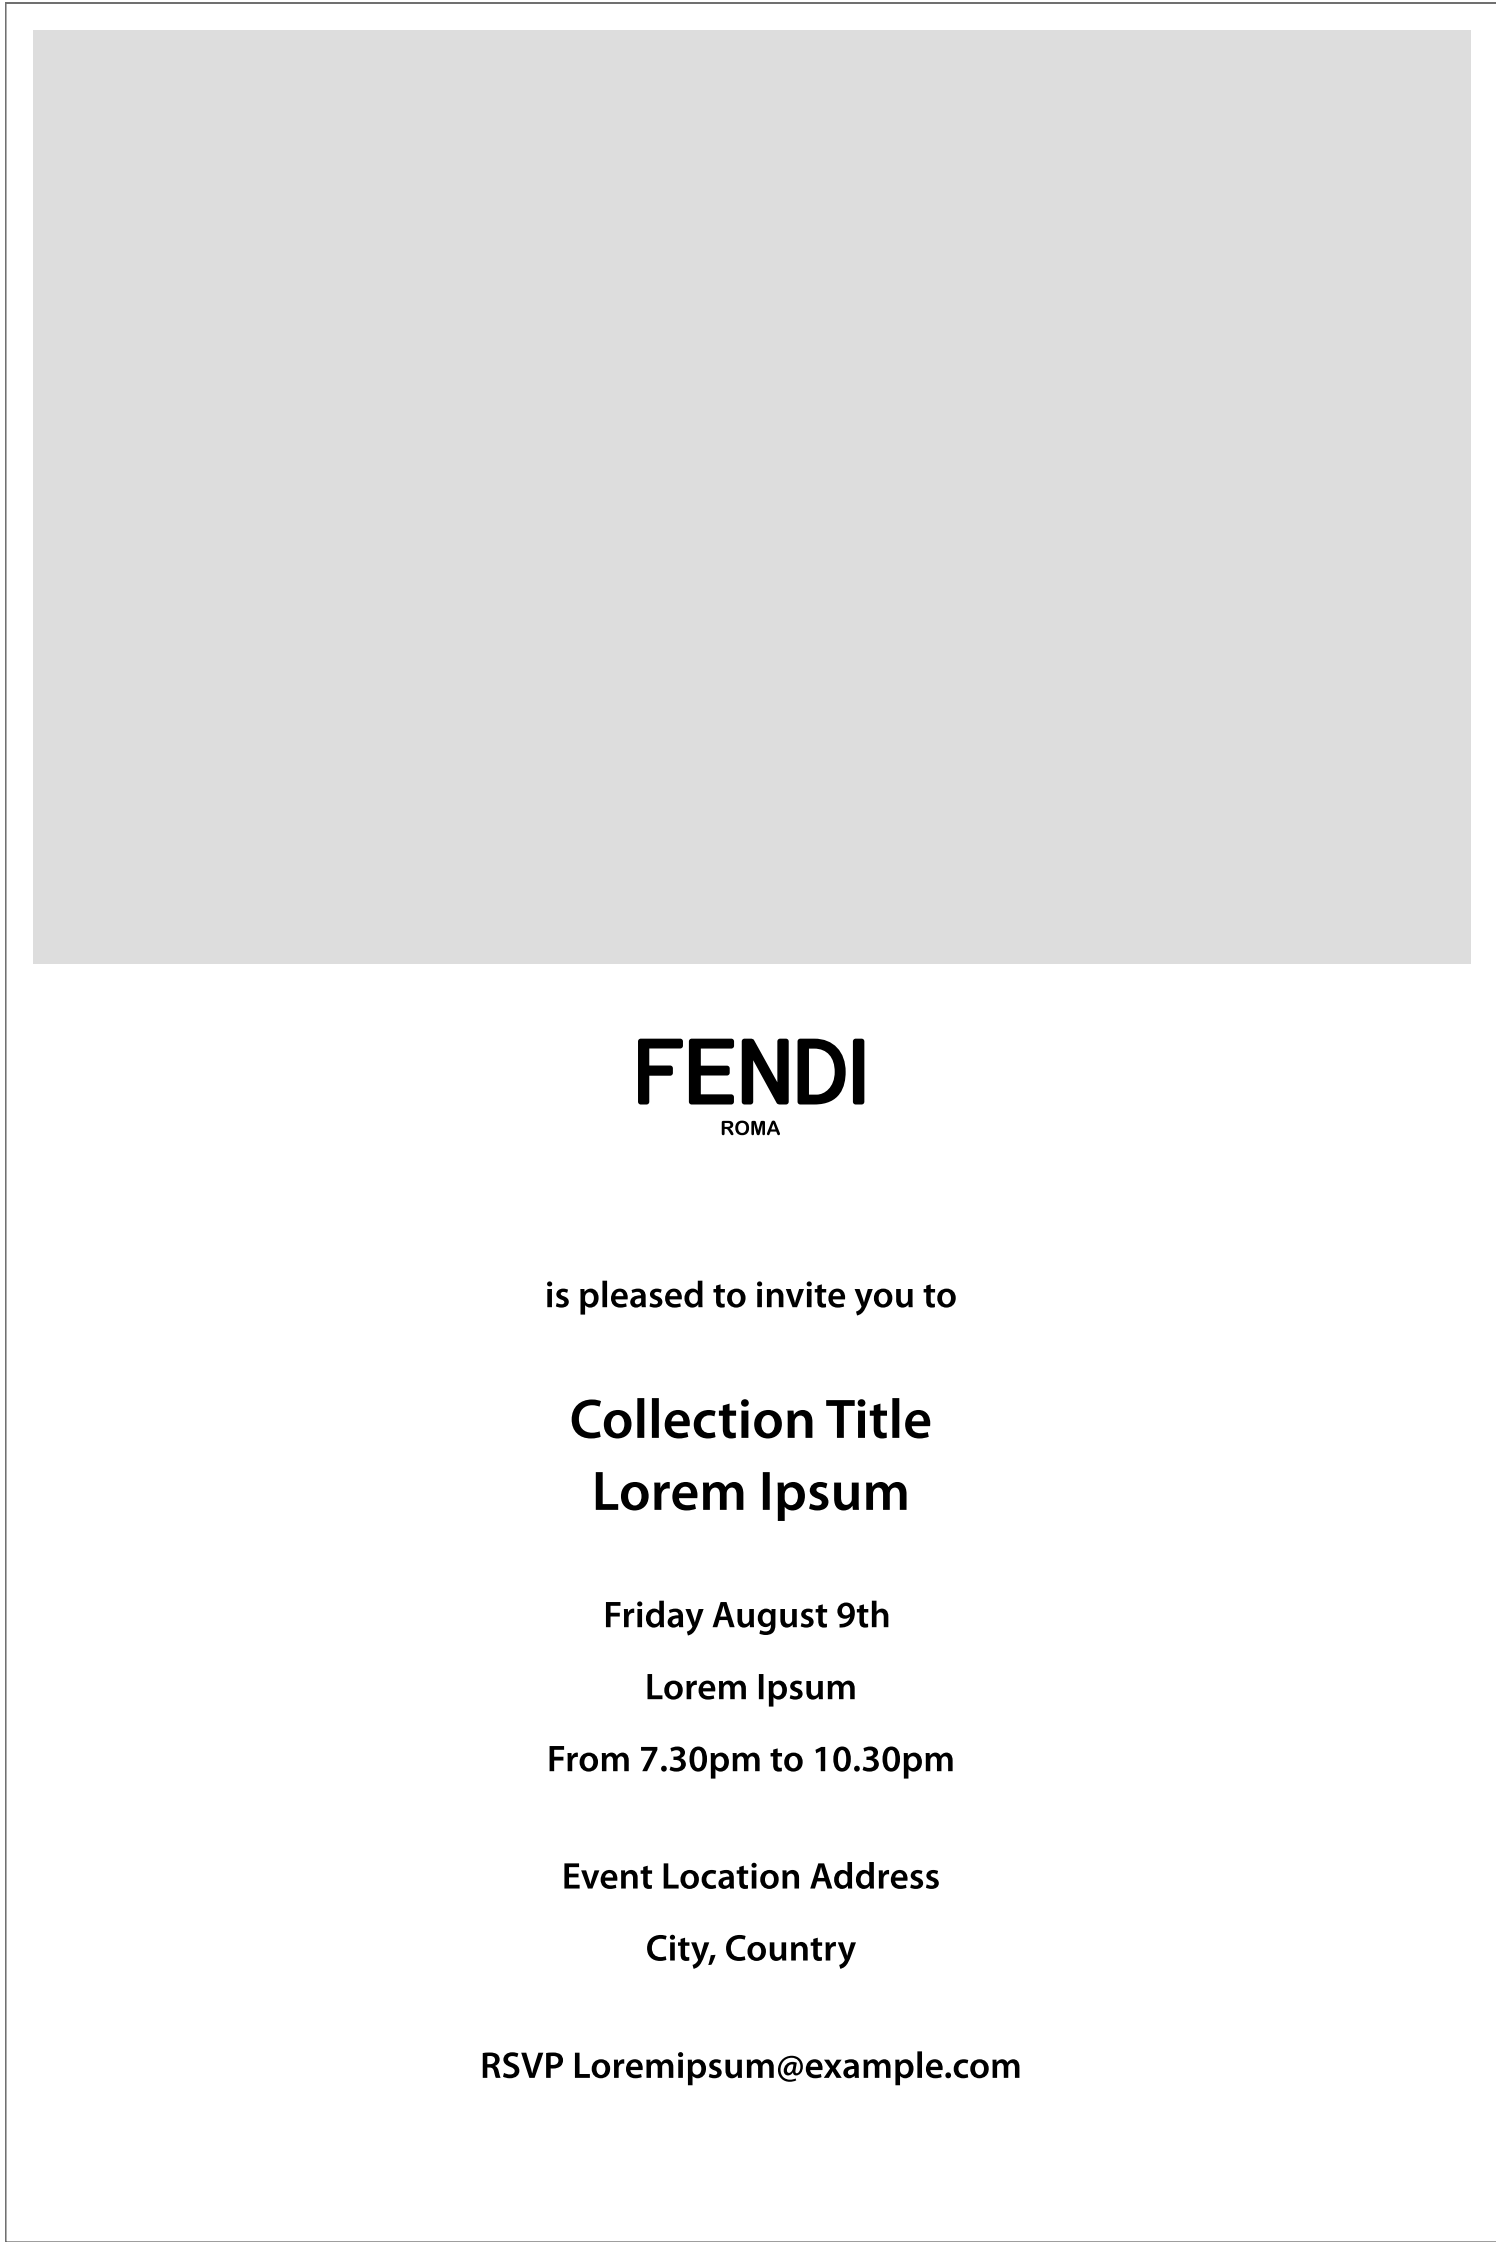 FENDI
ROMA
is pleased to invite you to
Collection Title
Lorem Ipsum
Friday August 9th
Lorem Ipsum
From 7.30pm to 10.30pm
Event Location Address
City, Country
RSVP Loremipsum@example.com